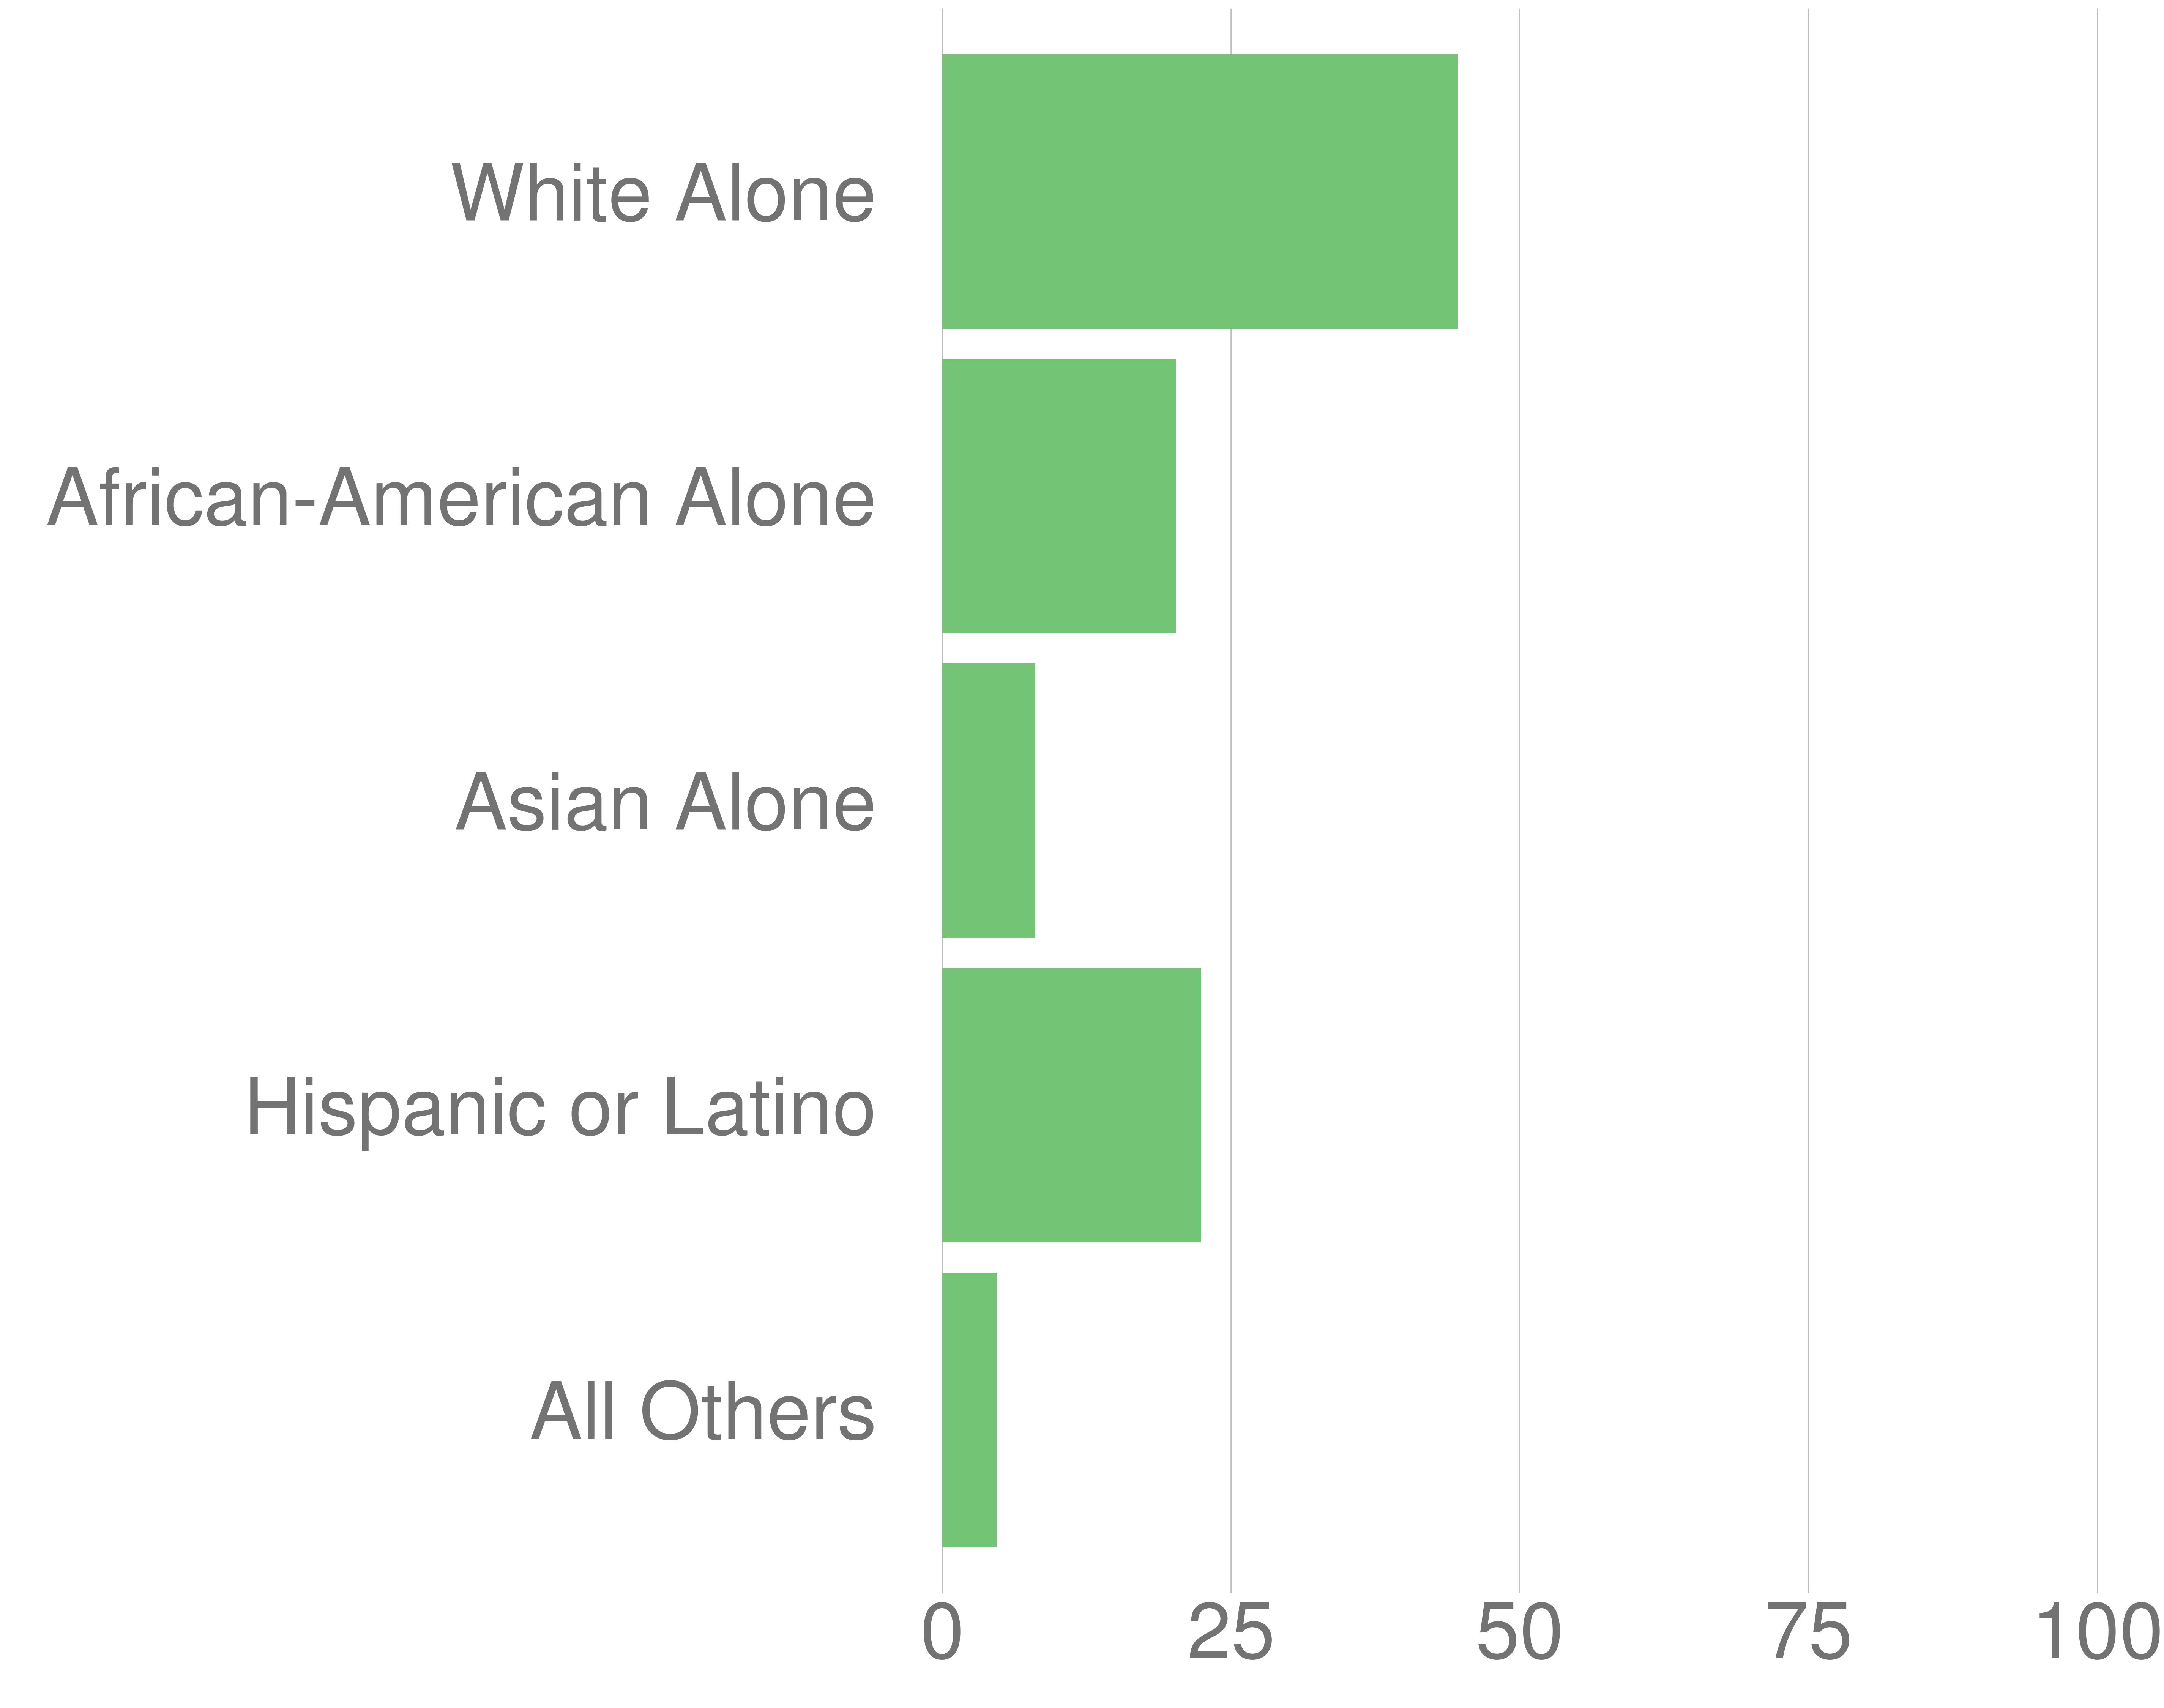 White Alone
African-American Alone
Asian Alone
Hispanic or Latino
All Others
0 25 50 75 100